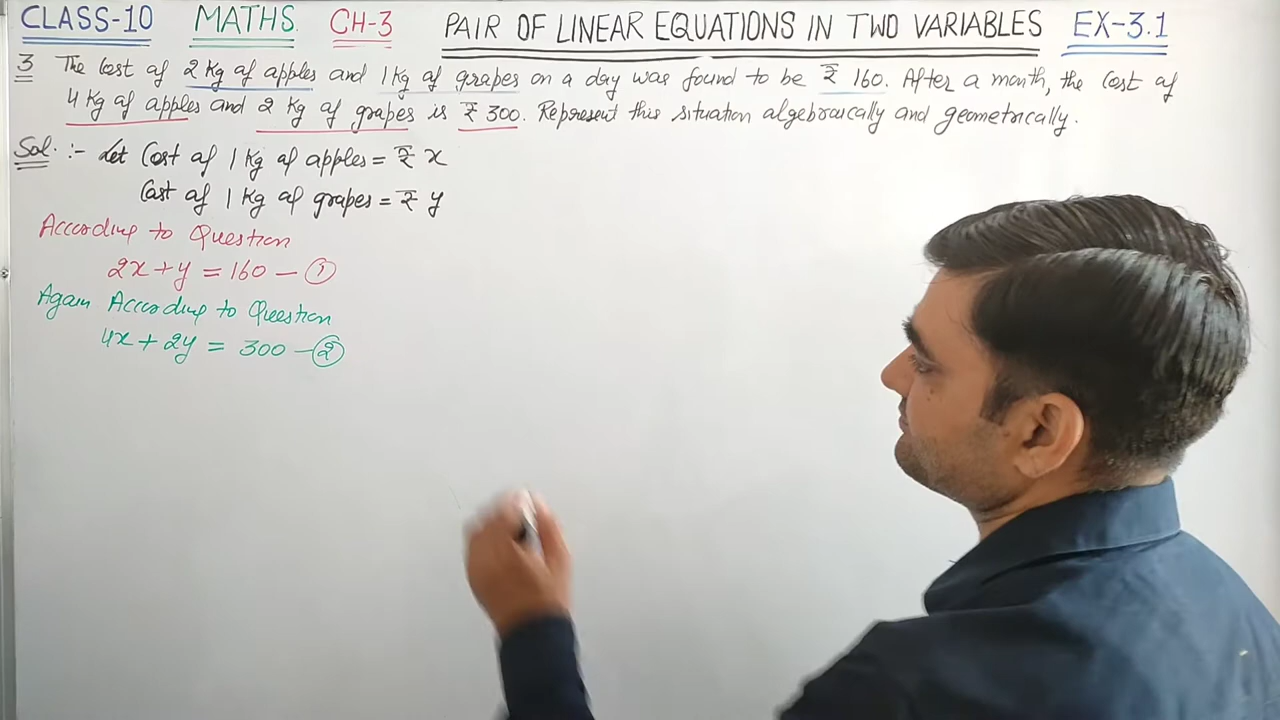 CLASS-10 MATHS. CH-3 PAIR OF LINEAR EQUATIONS IN TWO VARIABLES EX-3.1
3 The Cost of 2 Kg of apples and 1 Kg of grapes on a day was found to be ₹ 160. After a month, the Cost of
4 Kg of apples and 2 Kg of grapes is ₹ 300. Represent this situation algebraically and geometrically.
Sol. :- Let Cost of 1 Kg of apples = ₹ x
Cost of 1 Kg of grapes = ₹ y
According to Question
2x + y = 160 — ①
Again According to Question
4x + 2y = 300 — ②